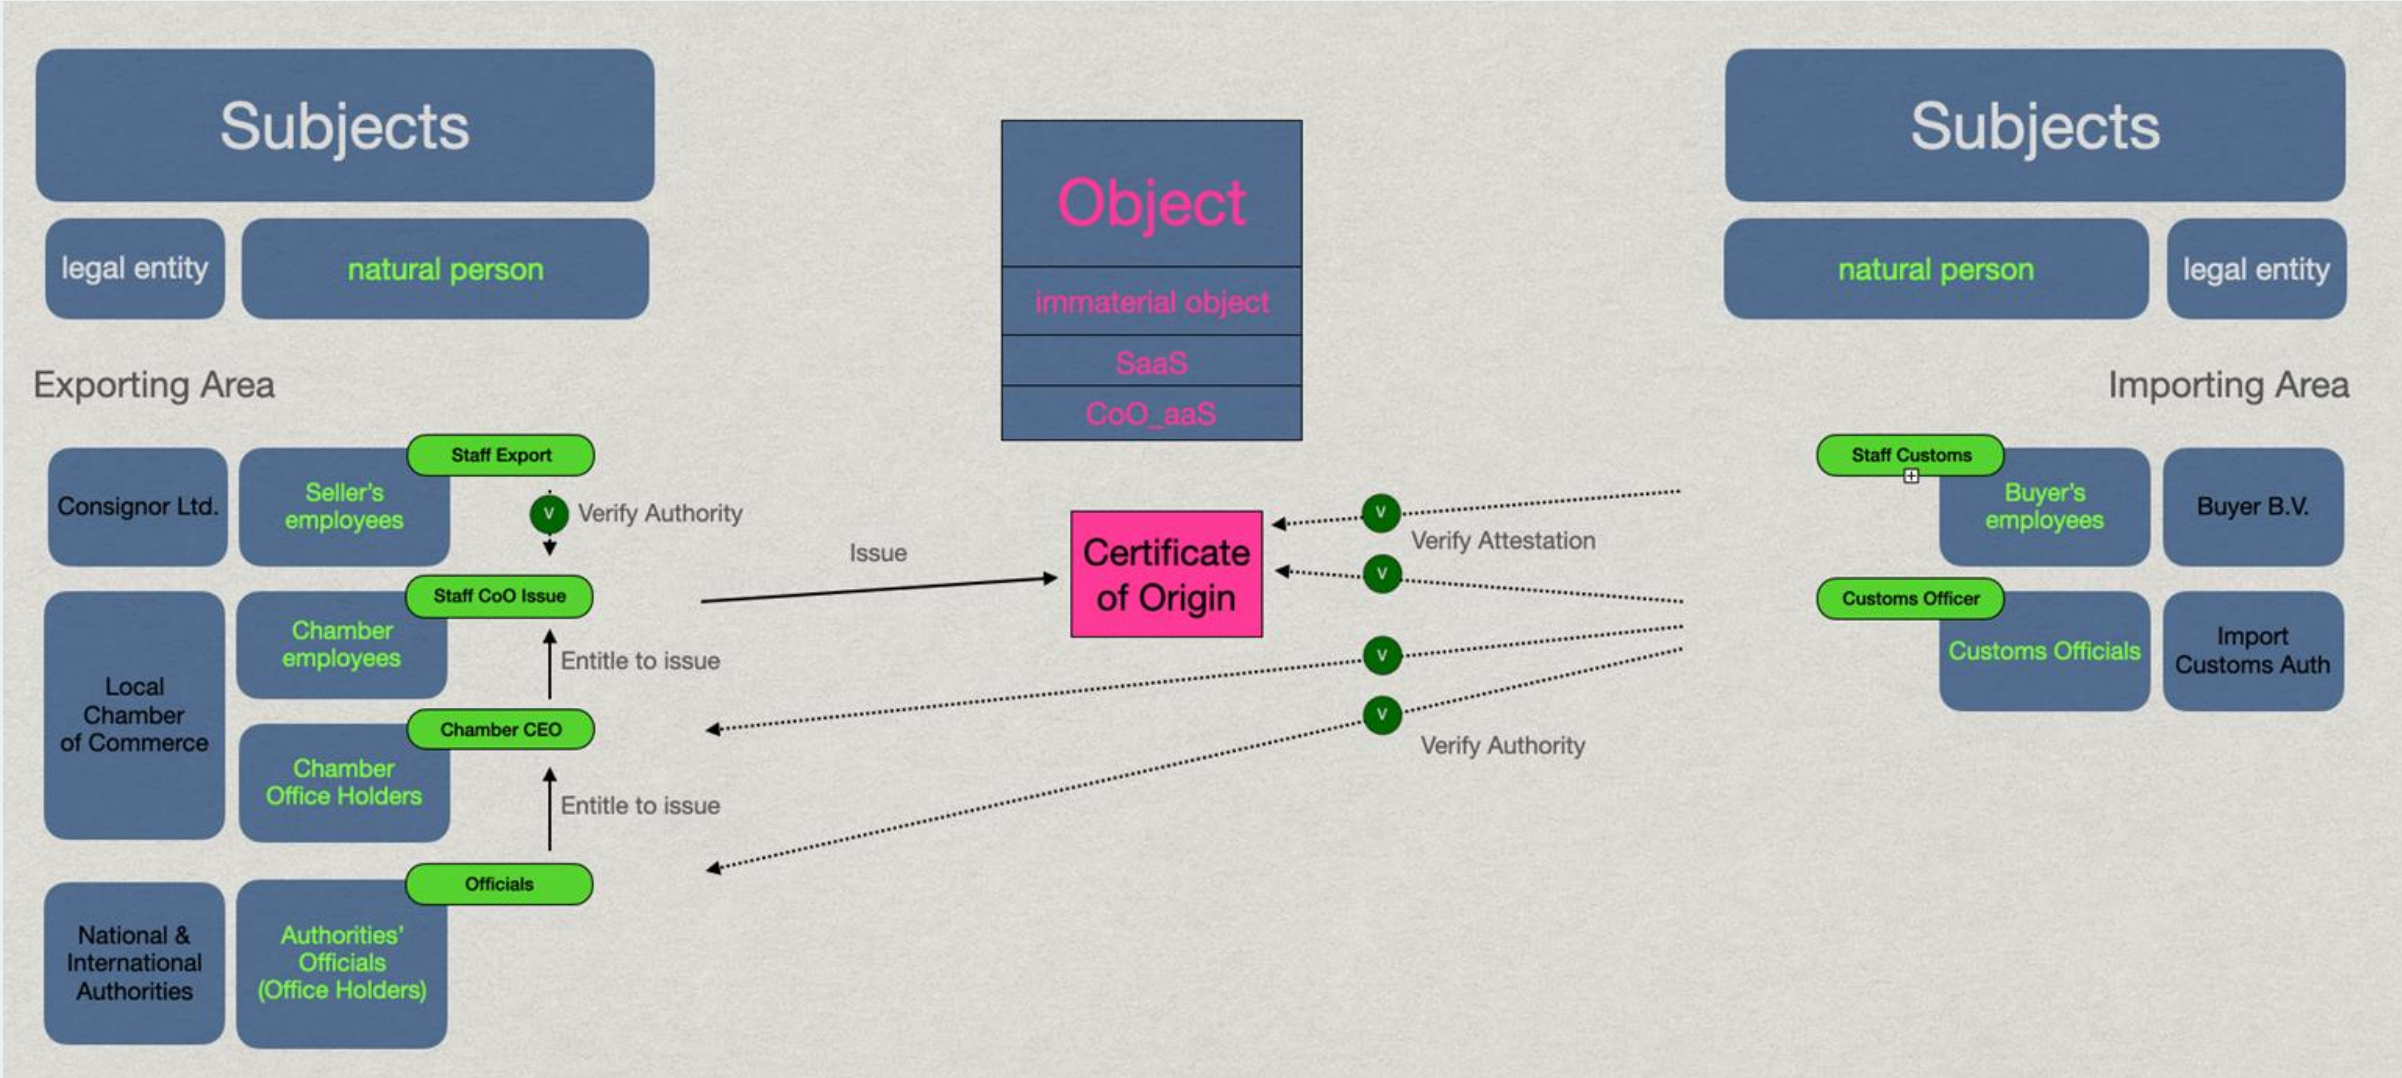 Subjects
legal entity
natural person
Object
immaterial object
SaaS
CoO_aaS
Subjects
natural person
legal entity
Exporting Area
Importing Area
Consignor Ltd.
Seller's
employees
Staff Export
V
Verify Authority
Local
Chamber
of Commerce
Chamber
employees
Staff CoO Issue
Entitle to issue
Chamber
Office Holders
Chamber CEO
Entitle to issue
National &
International
Authorities
Authorities'
Officials
(Office Holders)
Officials
Issue
Certificate
of Origin
V
Verify Attestation
V
V
V
Verify Authority
Staff Customs
Buyer's
employees
Buyer B.V.
Customs Officer
Customs Officials
Import
Customs Auth